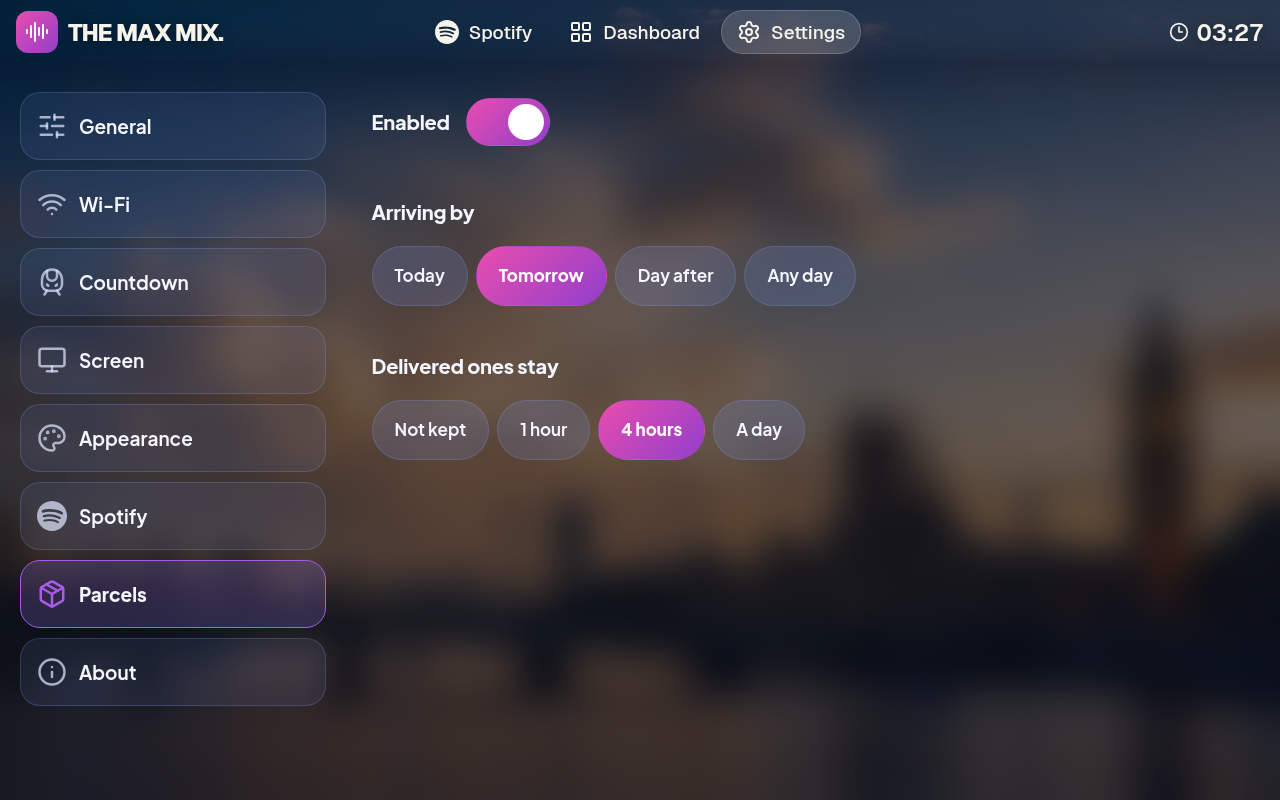 THE MAX MIX.
Spotify
Dashboard
Settings
03:27
General
Wi-Fi
Countdown
Screen
Appearance
Spotify
Parcels
About
Enabled
Arriving by
Today
Tomorrow
Day after
Any day
Delivered ones stay
Not kept
1 hour
4 hours
A day